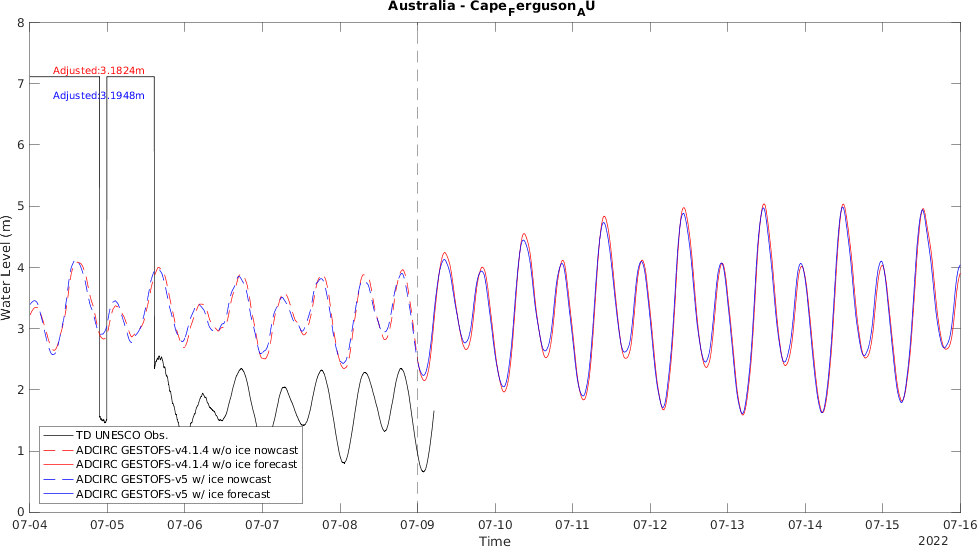 Australia - Cape_Ferguson_AU
8
7
6
5
4
3
2
1
0
Water Level (m)
Adjusted:3.1824m
Adjusted:3.1948m
TD UNESCO Obs.
ADCIRC GESTOFS-v4.1.4 w/o ice nowcast
ADCIRC GESTOFS-v4.1.4 w/o ice forecast
ADCIRC GESTOFS-v5 w/ ice nowcast
ADCIRC GESTOFS-v5 w/ ice forecast
07-04 07-05 07-06 07-07 07-08 07-09 07-10 07-11 07-12 07-13 07-14 07-15 07-16
Time
2022